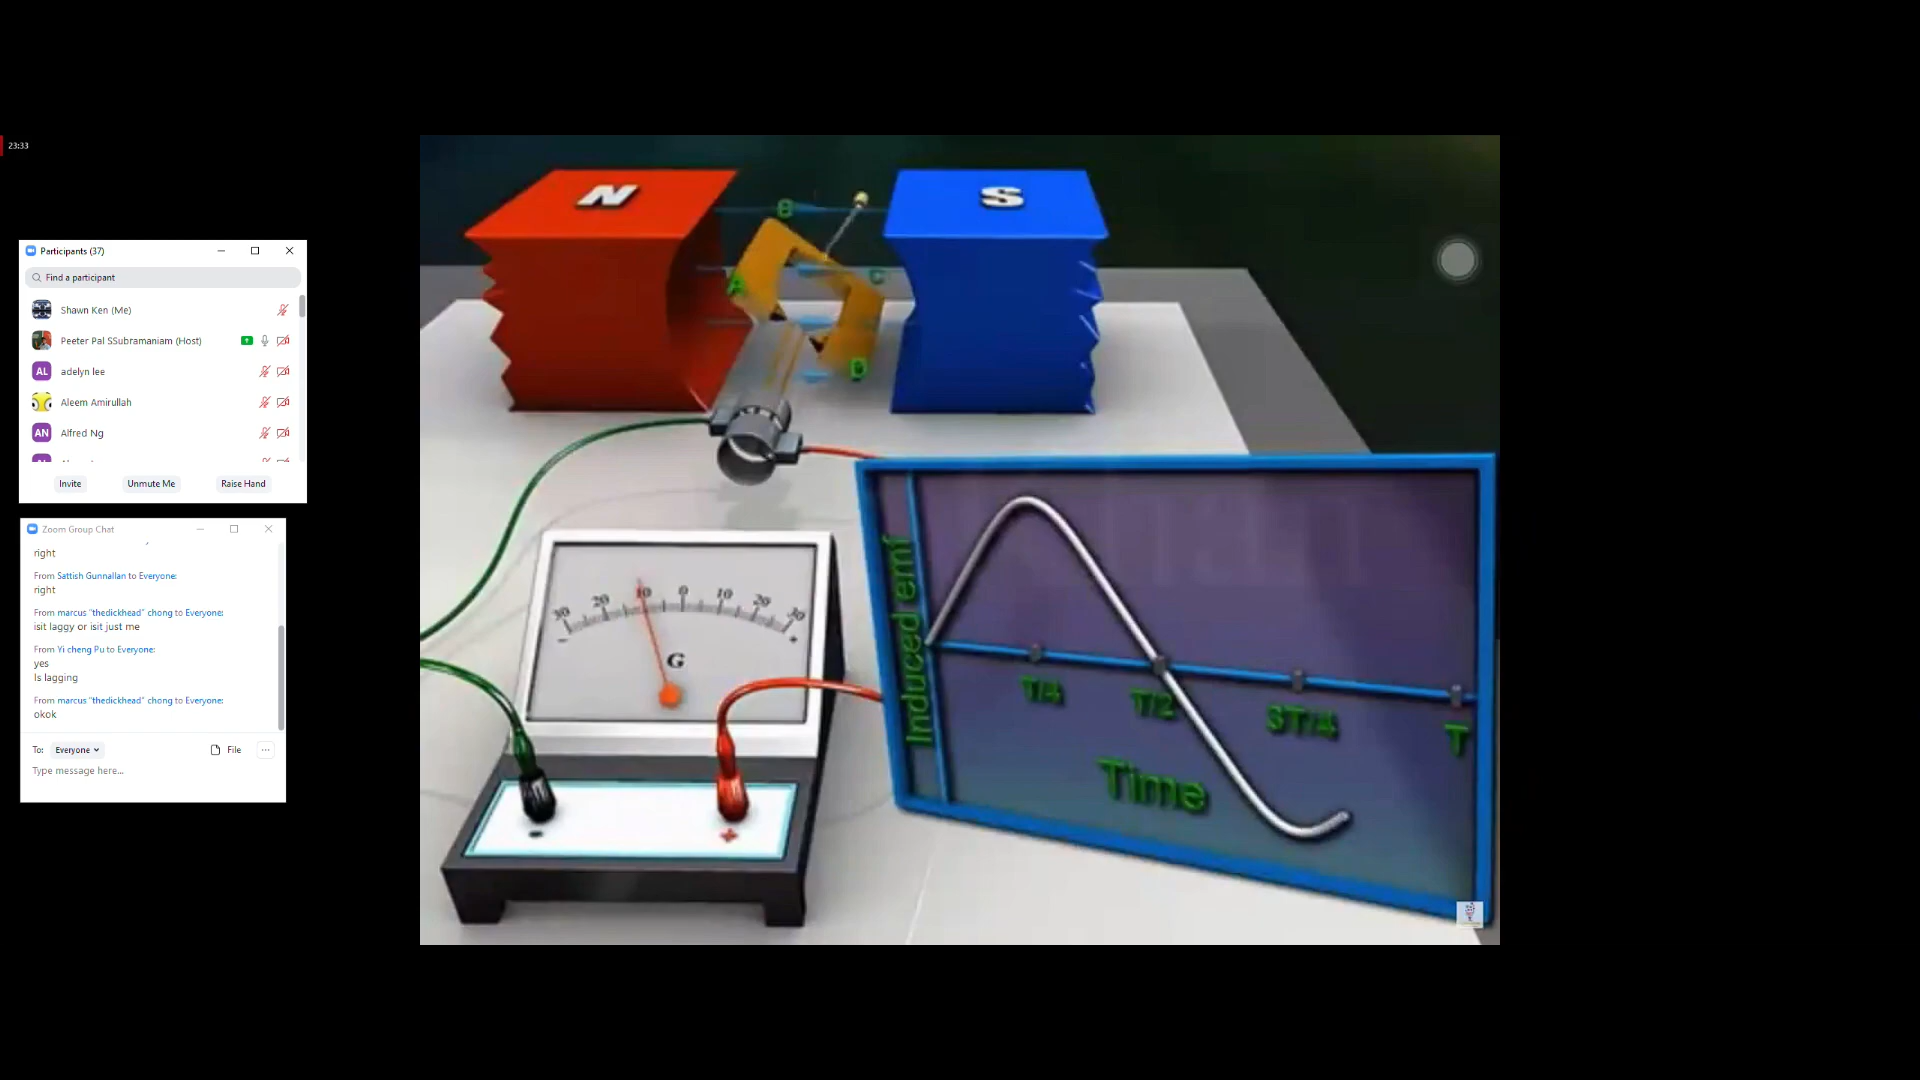 23:33
Participants (37)
Find a participant
Shawn Ken (Me)
Peeter Pal SSubramaniam (Host)
AL
adelyn lee
Aleem Amirullah
AN
Alfred Ng
Invite
Unmute Me
Raise Hand
Zoom Group Chat
right
From Sattish Gunnallan to Everyone:
right
From marcus "thedickhead" chong to Everyone:
isit laggy or isit just me
From Yi cheng Pu to Everyone:
yes
Is lagging
From marcus "thedickhead" chong to Everyone:
okok
To:
Everyone
File
...
Type message here...
N
S
B
A
C
D
30 20 10 0 10 20 30
- +
G
- +
Induced emf
T/4
T/2
3T/4
T
Time